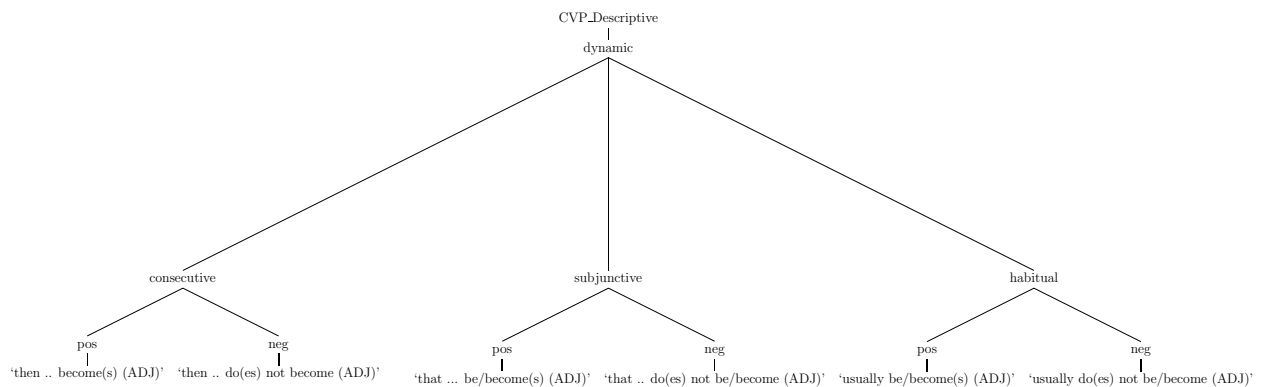 CVP_Descriptive
dynamic
consecutive subjunctive habitual
pos neg pos neg pos neg
‘then .. become(s) (ADJ)’ ‘then .. do(es) not become (ADJ)’ ‘that ... be/become(s) (ADJ)’ ‘that .. do(es) not be/become (ADJ)’ ‘usually be/become(s) (ADJ)’ ‘usually do(es) not be/become (ADJ)’